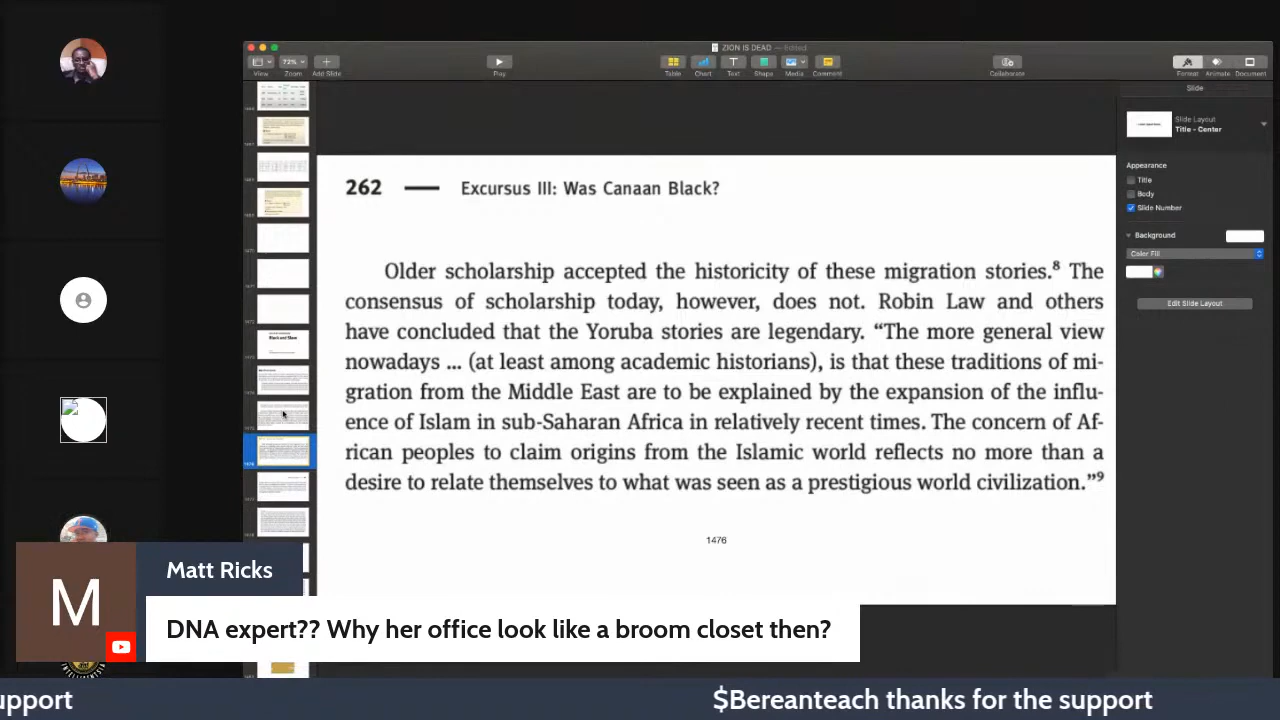 ZION IS DEAD — Edited
72%
View
Zoom
Add Slide
Play
Table
Chart
Text
Shape
Media
Comment
Collaborate
Format
Animate
Document
Slide
Slide Layout
Title - Center
Appearance
Title
Body
Slide Number
Background
Color Fill
Edit Slide Layout
262 — Excursus III: Was Canaan Black?
Older scholarship accepted the historicity of these migration stories.⁸ The
consensus of scholarship today, however, does not. Robin Law and others
have concluded that the Yoruba stories are legendary. “The more general view
nowadays ... (at least among academic historians), is that these traditions of mi-
gration from the Middle East are to be explained by the expansion of the influ-
ence of Islam in sub-Saharan Africa in relatively recent times. The concern of Af-
rican peoples to claim origins from the Islamic world reflects no more than a
desire to relate themselves to what was seen as a prestigious world civilization.”⁹
1476
M
Matt Ricks
DNA expert?? Why her office look like a broom closet then?
upport
$Bereanteach thanks for the support